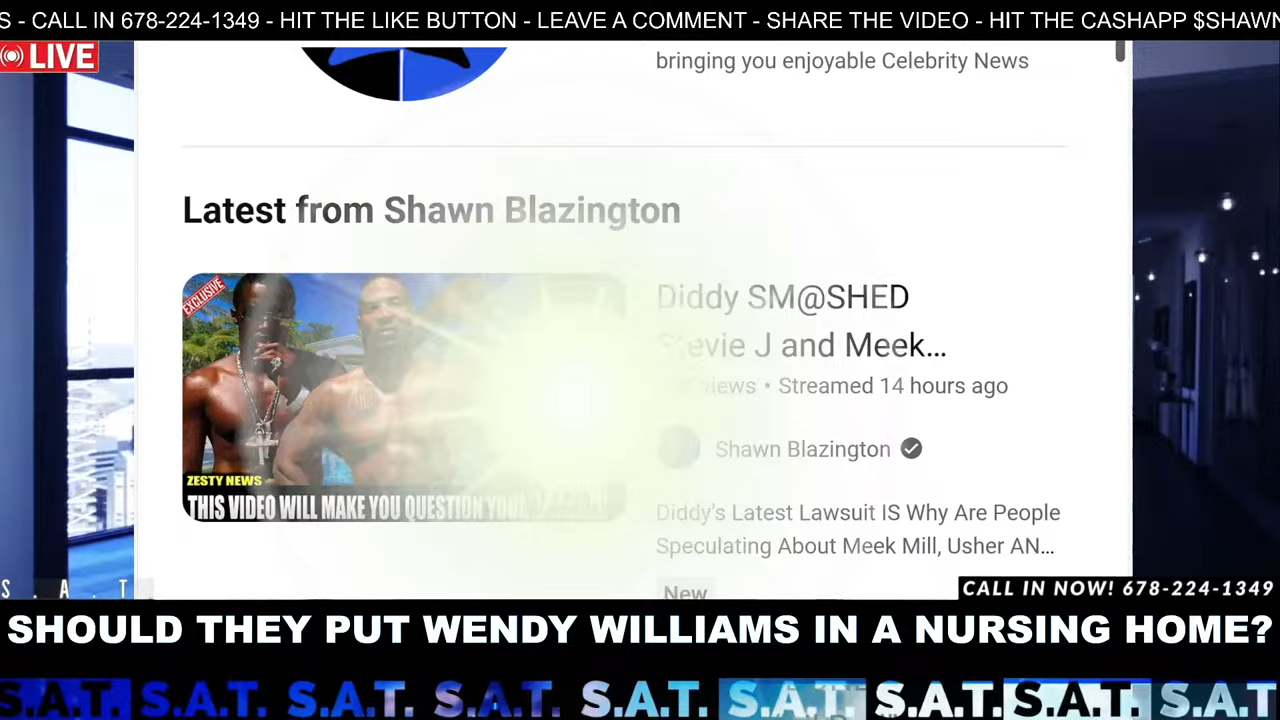 S - CALL IN 678-224-1349 - HIT THE LIKE BUTTON - LEAVE A COMMENT - SHARE THE VIDEO - HIT THE CASHAPP $SHAWN
LIVE
bringing you enjoyable Celebrity News
Latest from Shawn Blazington
EXCLUSIVE
ZESTY NEWS
THIS VIDEO WILL MAKE YOU QUESTION
Diddy SM@SHED
Stevie J and Meek...
views • Streamed 14 hours ago
Shawn Blazington
Diddy's Latest Lawsuit IS Why Are People
Speculating About Meek Mill, Usher AN...
New
S . A . T
CALL IN NOW! 678-224-1349
SHOULD THEY PUT WENDY WILLIAMS IN A NURSING HOME?
S.A.T. S.A.T. S.A.T. S.A.T. S.A.T. S.A.T. S.A.T. S.A.T. S.A.T